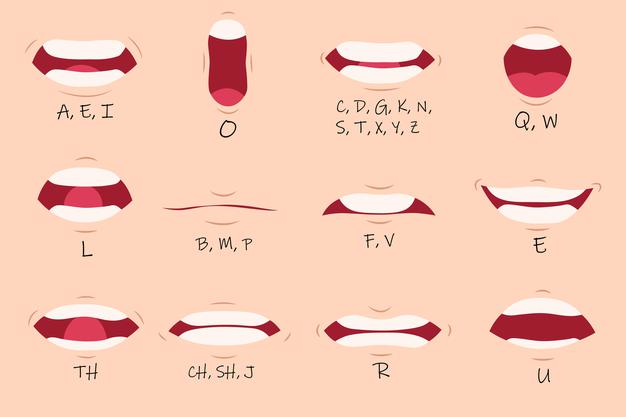 A, E, I
O
C, D, G, K, N,
S, T, X, Y, Z
Q, W
L
B, M, P
F, V
E
TH
CH, SH, J
R
U